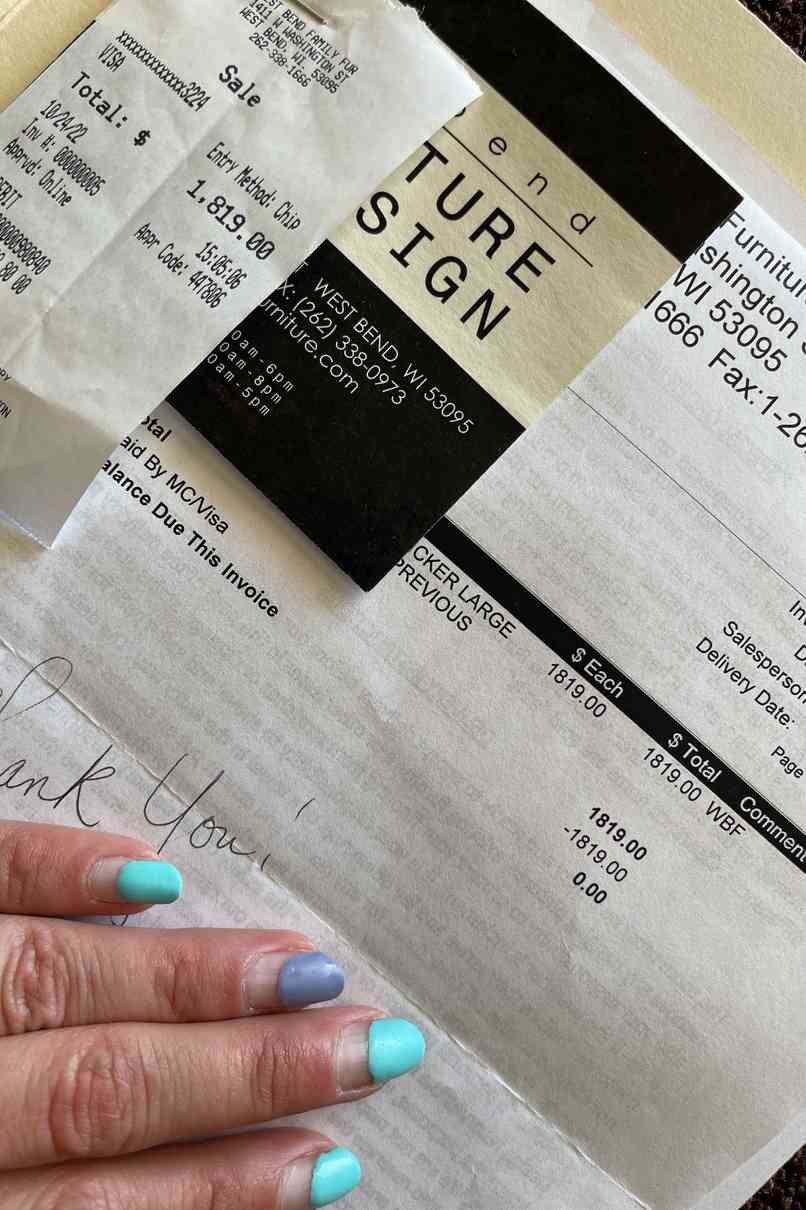 EST BEND FAMILY FUR
1411 W WASHINGTON ST
WEST BEND, WI. 53095
262-338-1666
Sale
xxxxxxxxxxxx3224
VISA
Entry Method: Chip
Total: $ 1,819.00
10/24/22 15:05:06
Inv #: 000000005
Appr Code: 447806
Apprvd: Online
end
TURE
SIGN
WEST BEND, WI 53095
X: (262) 338-0973
urniture.com
0am-6pm
0am-8pm
0am-5pm
Furnitur
shington
WI 53095
1666 Fax:1-26
Salesperson
Delivery Date:
Page
$ Each $ Total Comment
CKER LARGE 1819.00 1819.00 WBF
PREVIOUS
otal 1819.00
aid By MC/Visa -1819.00
alance Due This Invoice 0.00
ank You!